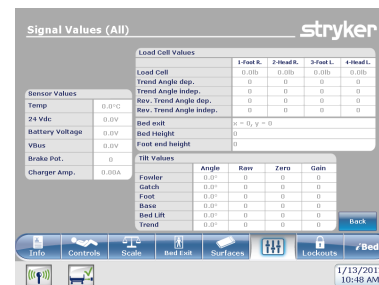 Signal Values (All)
stryker
Load Cell Values
1-Foot R. 2-Head R. 3-Foot L. 4-Head L.
Load Cell 0.0lb 0.0lb 0.0lb 0.0lb
Trend Angle dep. 0 0 0 0
Trend Angle indep. 0 0 0 0
Rev. Trend Angle dep. 0 0 0 0
Rev. Trend Angle indep. 0 0 0 0
Bed exit x = 0, y = 0
Bed Height 0
Foot end height 0
Sensor Values
Temp 0.0°C
24 Vdc 0.0V
Battery Voltage 0.0V
VBus 0.0V
Brake Pot. 0
Charger Amp. 0.00A
Tilt Values
Angle Raw Zero Gain
Fowler 0.0° 0 0 0
Gatch 0.0° 0 0 0
Foot 0.0° 0 0 0
Base 0.0° 0 0 0
Bed Lift 0.0° 0 0 0
Trend 0.0° 0 0 0
Back
Info Controls Scale Bed Exit Surfaces Lockouts iBed
1/13/201
10:48 AM